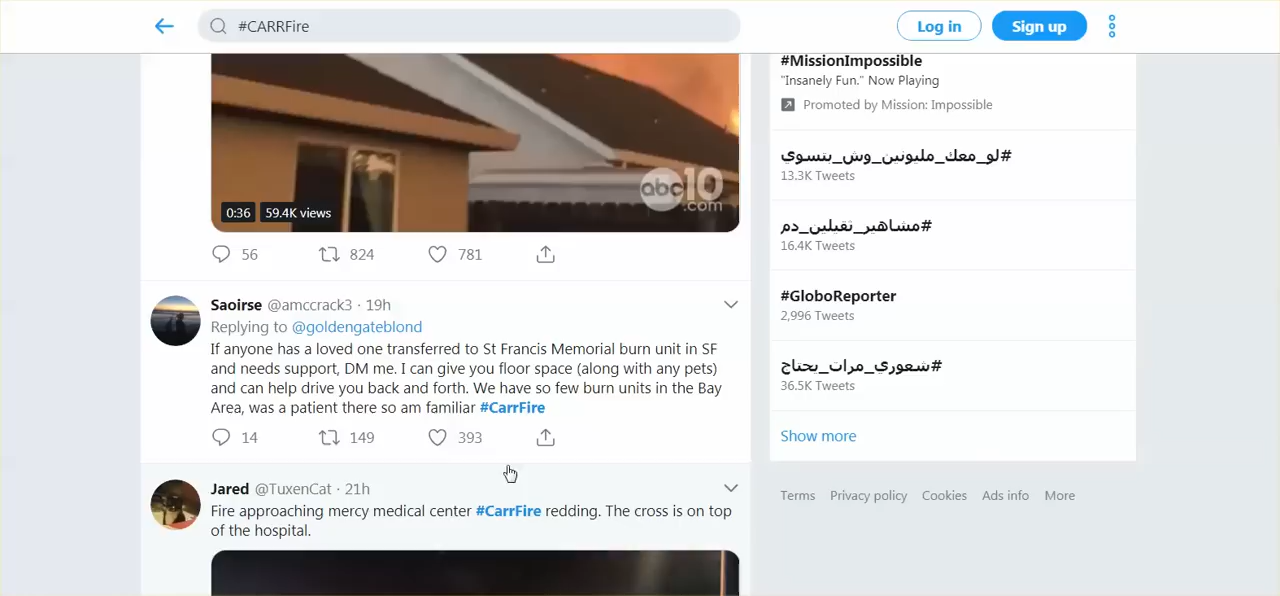 #CARRFire
Log in
Sign up
abc10
.com
0:36
59.4K views
56
824
781
Saoirse @amccrack3 · 19h
Replying to @goldengateblond
If anyone has a loved one transferred to St Francis Memorial burn unit in SF
and needs support, DM me. I can give you floor space (along with any pets)
and can help drive you back and forth. We have so few burn units in the Bay
Area, was a patient there so am familiar #CarrFire
14
149
393
Jared @TuxenCat · 21h
Fire approaching mercy medical center #CarrFire redding. The cross is on top
of the hospital.
#MissionImpossible
"Insanely Fun." Now Playing
Promoted by Mission: Impossible
#لو_معك_مليونين_وش_بتسوي
13.3K Tweets
#مشاهير_ثقيلين_دم
16.4K Tweets
#GloboReporter
2,996 Tweets
#شعوري_مرات_يحتاج
36.5K Tweets
Show more
Terms
Privacy policy
Cookies
Ads info
More